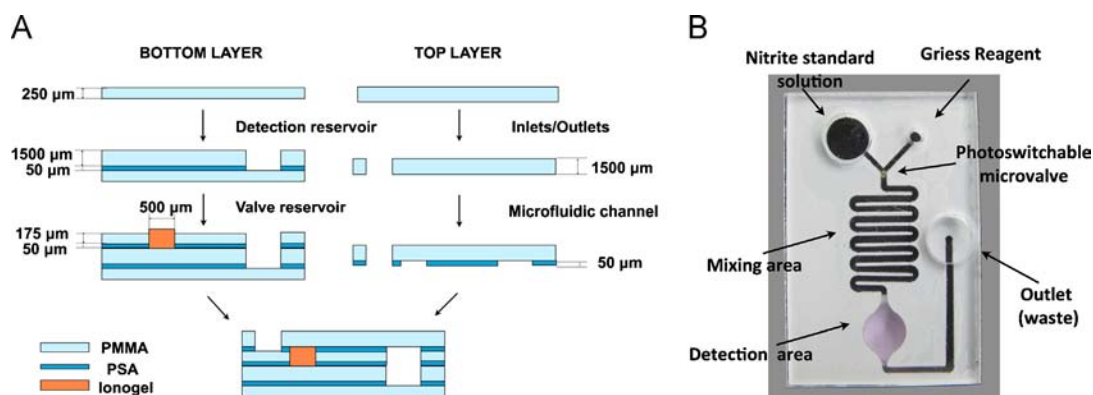 A
BOTTOM LAYER
TOP LAYER
250 µm
Detection reservoir
Inlets/Outlets
1500 µm
50 µm
1500 µm
500 µm
Valve reservoir
Microfluidic channel
175 µm
50 µm
50 µm
PMMA
PSA
Ionogel
B
Nitrite standard
solution
Griess Reagent
Photoswitchable
microvalve
Mixing area
Outlet
(waste)
Detection area